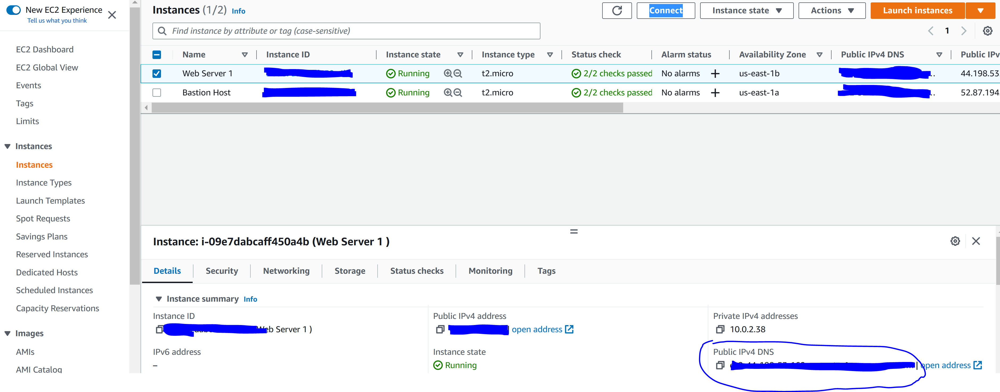 New EC2 Experience
Tell us what you think
EC2 Dashboard
EC2 Global View
Events
Tags
Limits
Instances
Instances
Instance Types
Launch Templates
Spot Requests
Savings Plans
Reserved Instances
Dedicated Hosts
Scheduled Instances
Capacity Reservations
Images
AMIs
AMI Catalog
Instances (1/2) Info
Connect
Instance state
Actions
Launch instances
Find instance by attribute or tag (case-sensitive)
1
Name Instance ID Instance state Instance type Status check Alarm status Availability Zone Public IPv4 DNS Public IPv
Web Server 1 Running t2.micro 2/2 checks passed No alarms + us-east-1b 44.198.53.
Bastion Host Running t2.micro 2/2 checks passed No alarms + us-east-1a 52.87.194.
Instance: i-09e7dabcaff450a4b (Web Server 1 )
Details Security Networking Storage Status checks Monitoring Tags
Instance summary Info
Instance ID
eb Server 1 )
IPv6 address
–
Public IPv4 address
| open address
Instance state
Running
Private IPv4 addresses
10.0.2.38
Public IPv4 DNS
| open address